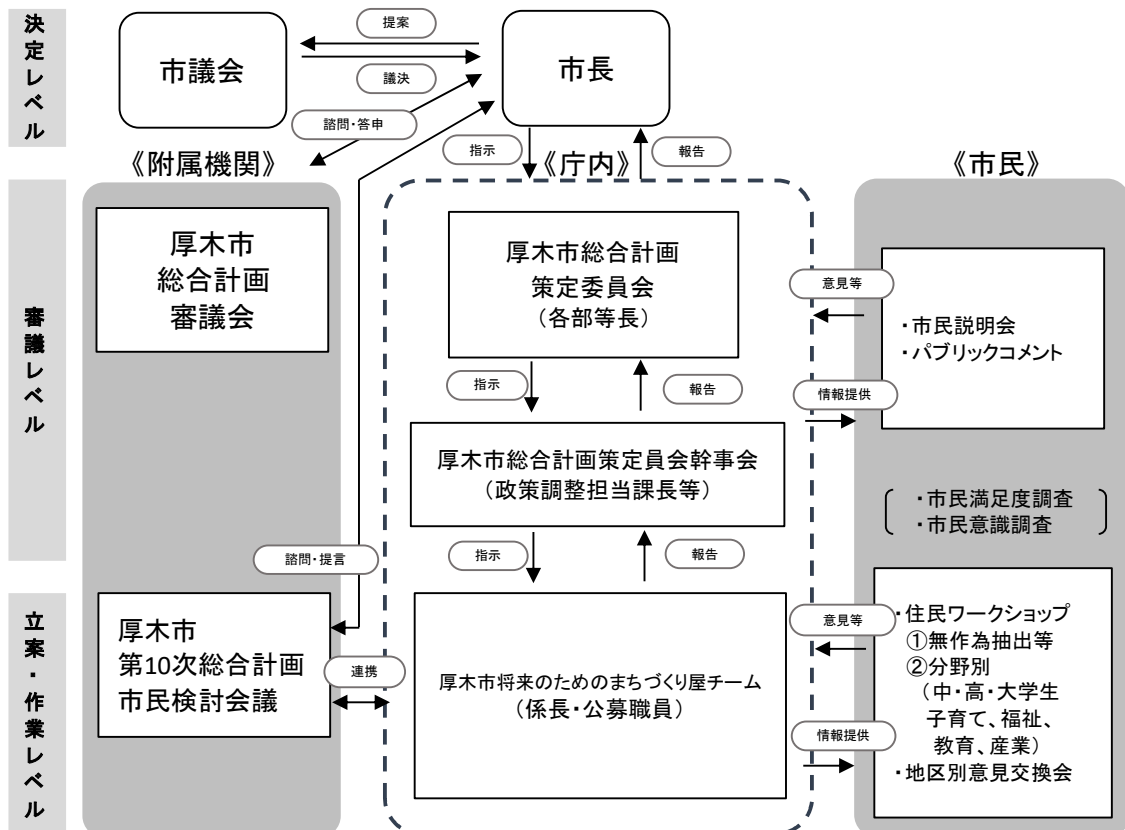 決定レベル
市議会
提案
議決
市長
諮問・答申
指示
報告
《附属機関》
《庁内》
《市民》
審議レベル
厚木市
総合計画
審議会
厚木市総合計画
策定委員会
（各部等長）
意見等
・市民説明会
・パブリックコメント
情報提供
指示
報告
厚木市総合計画策定員会幹事会
（政策調整担当課長等）
・市民満足度調査
・市民意識調査
諮問・提言
指示
報告
立案・作業レベル
厚木市
第10次総合計画
市民検討会議
連携
厚木市将来のためのまちづくり屋チーム
（係長・公募職員）
意見等
情報提供
・住民ワークショップ
①無作為抽出等
②分野別
（中・高・大学生
子育て、福祉、
教育、産業）
・地区別意見交換会